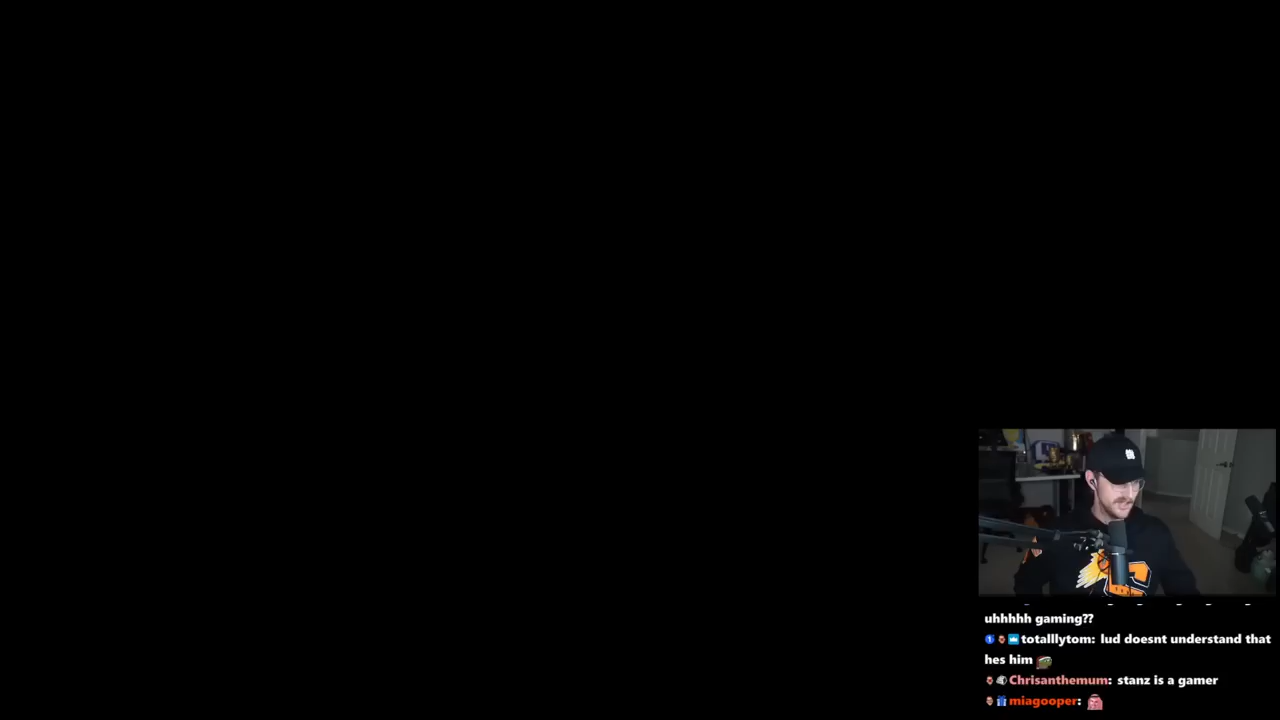 uhhhhh gaming??
totalllytom: lud doesnt understand that
hes him
Chrisanthemum: stanz is a gamer
miagooper: